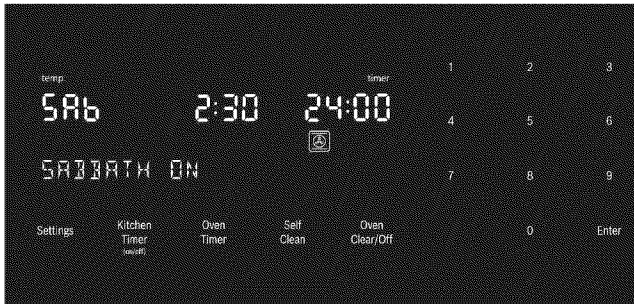 1 2 3
temp timer
SAb 2:30 24:00
4 5 6
SABBATH ON
7 8 9
Settings Kitchen Oven Self Oven
Timer Timer Clean Clear/Off
(on/off)
0 Enter